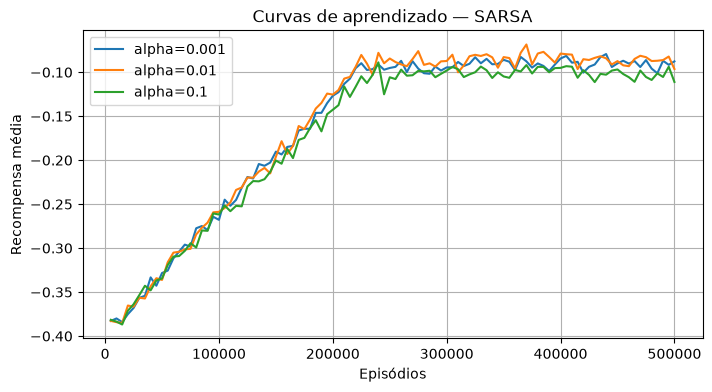 Curvas de aprendizado — SARSA
alpha=0.001
alpha=0.01
alpha=0.1
Recompensa média
−0.10
−0.15
−0.20
−0.25
−0.30
−0.35
−0.40
0
100000
200000
300000
400000
500000
Episódios